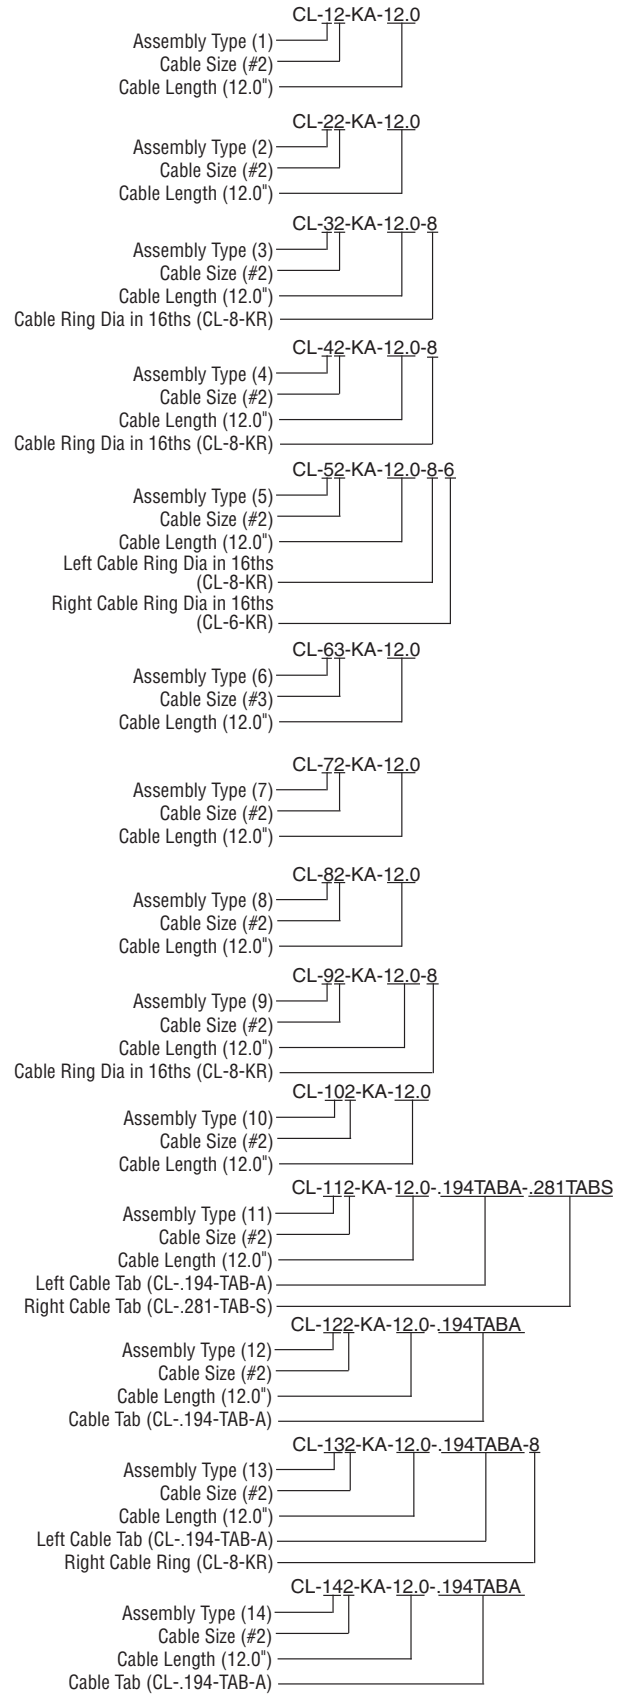 CL-12-KA-12.0
Assembly Type (1)
Cable Size (#2)
Cable Length (12.0")
CL-22-KA-12.0
Assembly Type (2)
Cable Size (#2)
Cable Length (12.0")
CL-32-KA-12.0-8
Assembly Type (3)
Cable Size (#2)
Cable Length (12.0")
Cable Ring Dia in 16ths (CL-8-KR)
CL-42-KA-12.0-8
Assembly Type (4)
Cable Size (#2)
Cable Length (12.0")
Cable Ring Dia in 16ths (CL-8-KR)
CL-52-KA-12.0-8-6
Assembly Type (5)
Cable Size (#2)
Cable Length (12.0")
Left Cable Ring Dia in 16ths
(CL-8-KR)
Right Cable Ring Dia in 16ths
(CL-6-KR)
CL-63-KA-12.0
Assembly Type (6)
Cable Size (#3)
Cable Length (12.0")
CL-72-KA-12.0
Assembly Type (7)
Cable Size (#2)
Cable Length (12.0")
CL-82-KA-12.0
Assembly Type (8)
Cable Size (#2)
Cable Length (12.0")
CL-92-KA-12.0-8
Assembly Type (9)
Cable Size (#2)
Cable Length (12.0")
Cable Ring Dia in 16ths (CL-8-KR)
CL-102-KA-12.0
Assembly Type (10)
Cable Size (#2)
Cable Length (12.0")
CL-112-KA-12.0-.194TABA-.281TABS
Assembly Type (11)
Cable Size (#2)
Cable Length (12.0")
Left Cable Tab (CL-.194-TAB-A)
Right Cable Tab (CL-.281-TAB-S)
CL-122-KA-12.0-.194TABA
Assembly Type (12)
Cable Size (#2)
Cable Length (12.0")
Cable Tab (CL-.194-TAB-A)
CL-132-KA-12.0-.194TABA-8
Assembly Type (13)
Cable Size (#2)
Cable Length (12.0")
Left Cable Tab (CL-.194-TAB-A)
Right Cable Ring (CL-8-KR)
CL-142-KA-12.0-.194TABA
Assembly Type (14)
Cable Size (#2)
Cable Length (12.0")
Cable Tab (CL-.194-TAB-A)